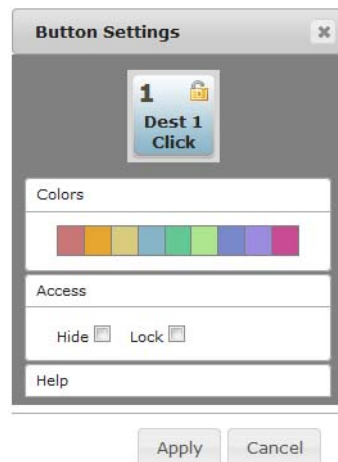 Button Settings
1
Dest 1
Click
Colors
Access
Hide Lock
Help
Apply Cancel